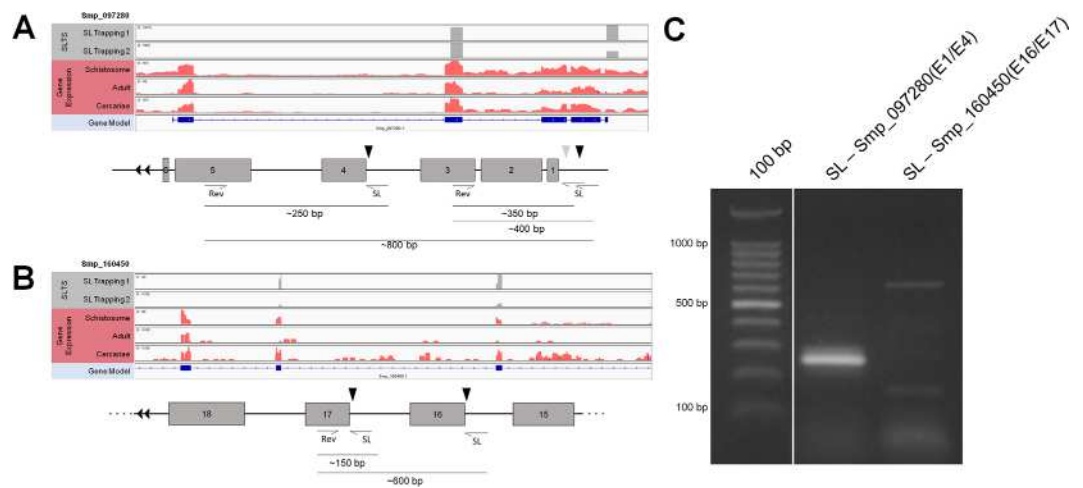 A
Smp_097280
SLTS
SL Trapping 1
SL Trapping 2
Gene Expression
Schistosome
Adult
Cercariae
Gene Model
5
4
3
2
1
Rev
SL
Rev
SL
~250 bp
~350 bp
~400 bp
~800 bp
B
Smp_160450
SLTS
SL Trapping 1
SL Trapping 2
Gene Expression
Schistosome
Adult
Cercariae
Gene Model
18
17
16
15
Rev
SL
SL
~150 bp
~600 bp
C
100 bp
SL – Smp_097280(E1/E4)
SL – Smp_160450(E16/E17)
1000 bp
500 bp
100 bp